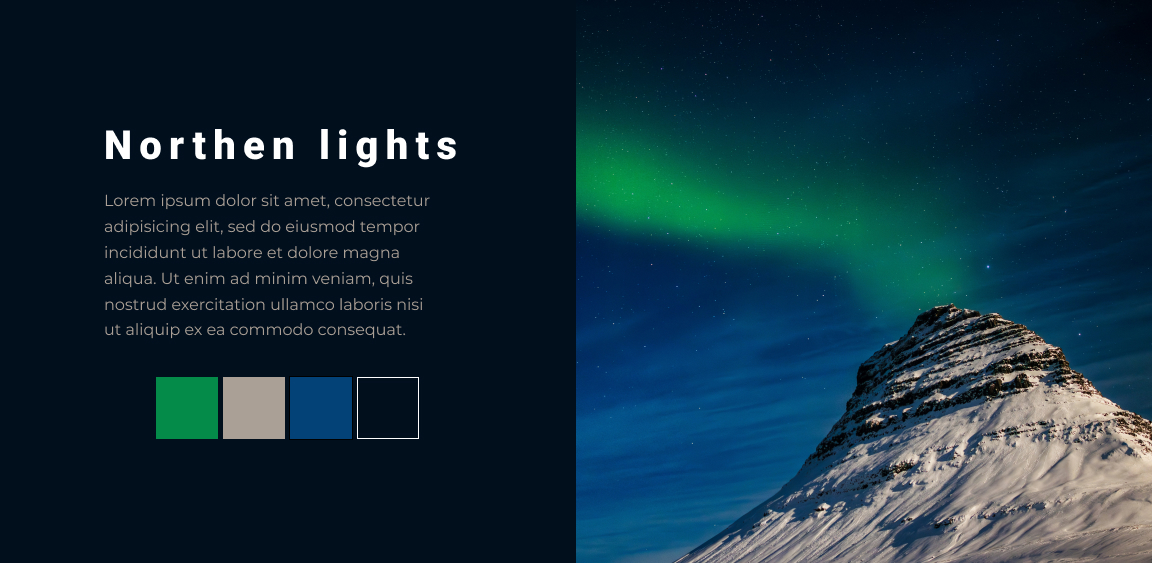 Northen lights
Lorem ipsum dolor sit amet, consectetur
adipisicing elit, sed do eiusmod tempor
incididunt ut labore et dolore magna
aliqua. Ut enim ad minim veniam, quis
nostrud exercitation ullamco laboris nisi
ut aliquip ex ea commodo consequat.